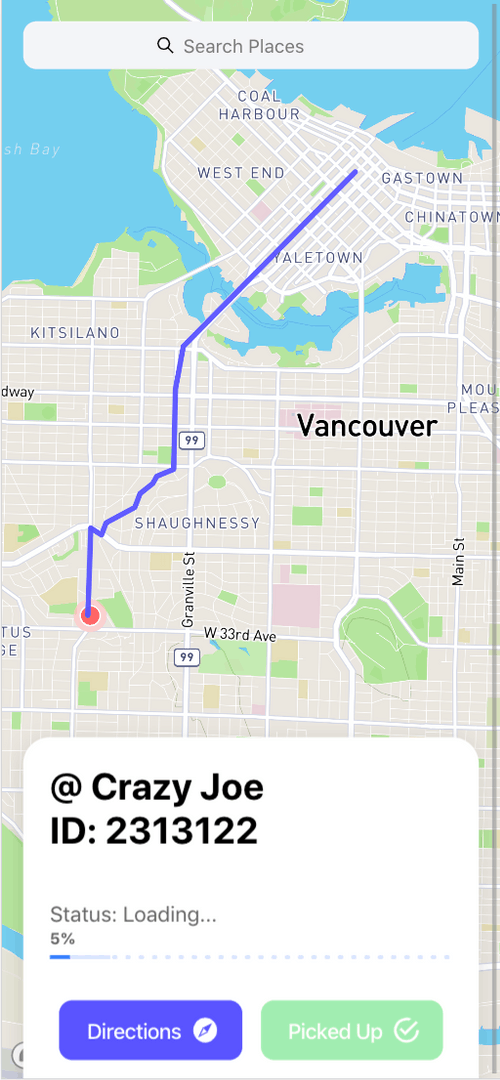 Search Places
COAL
HARBOUR
sh Bay
WEST END
GASTOWN
CHINATOWN
YALETOWN
KITSILANO
dway
MOU
PLEAS
Vancouver
99
SHAUGHNESSY
Granville St
Main St
TUS
GE
W 33rd Ave
99
@ Crazy Joe
ID: 2313122
Status: Loading...
5%
Directions
Picked Up